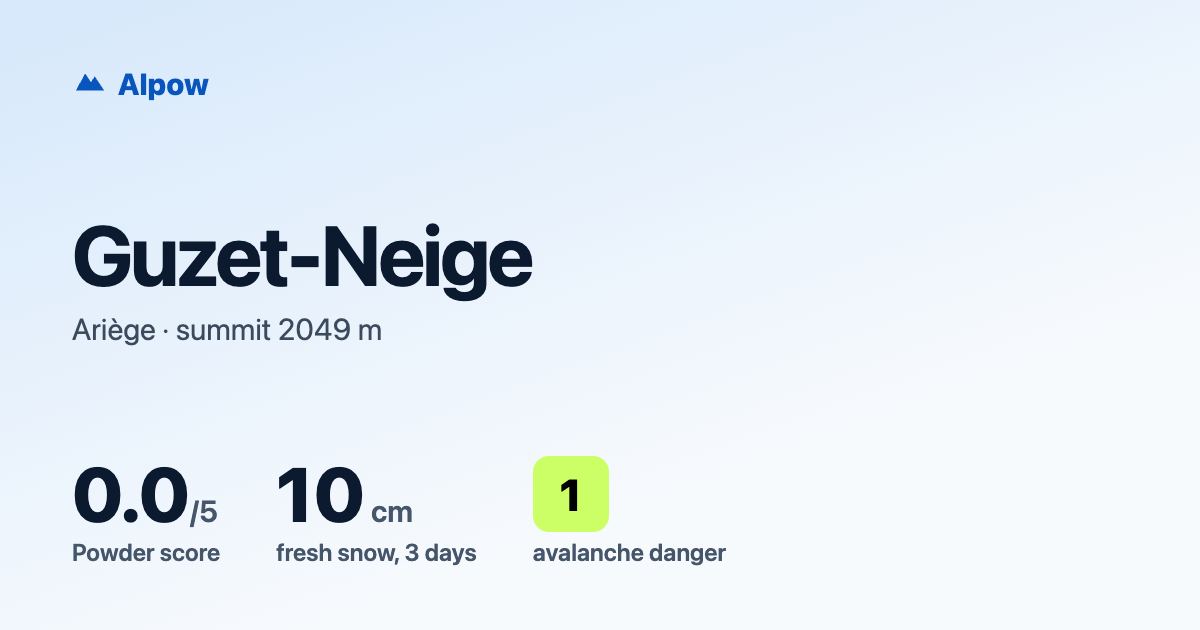 Alpow
Guzet-Neige
Ariège · summit 2049 m
0.0/5
Powder score
10 cm
fresh snow, 3 days
1
avalanche danger